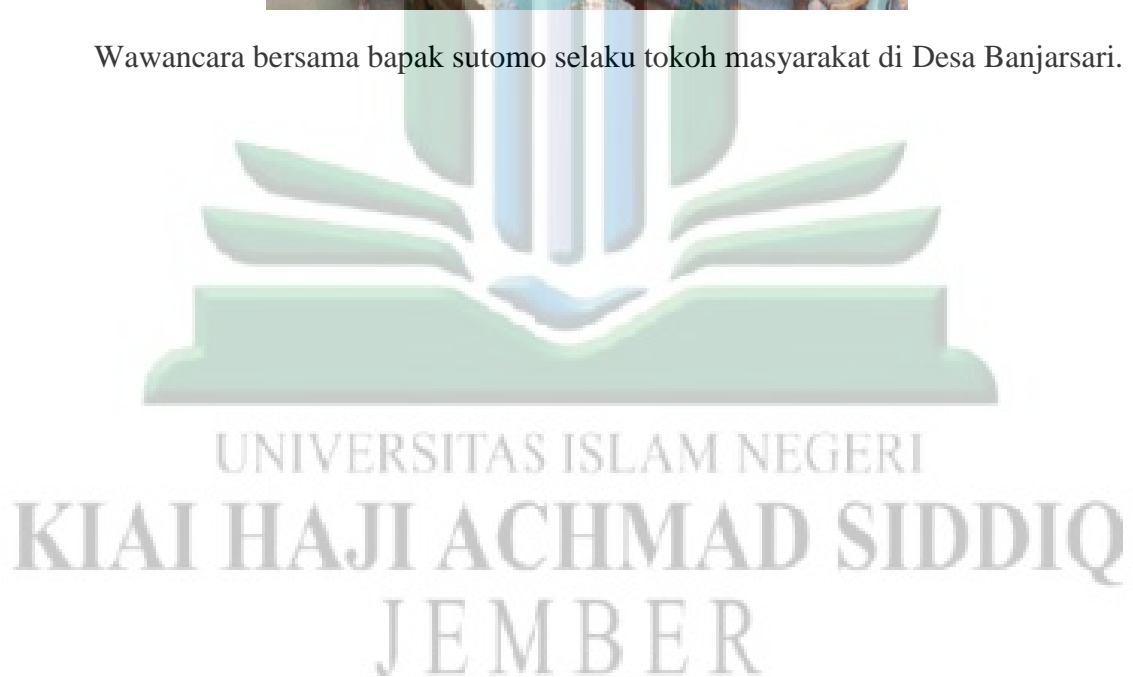 Wawancara bersama bapak sutomo selaku tokoh masyarakat di Desa Banjarsari.
UNIVERSITAS ISLAM NEGERI
KIAI HAJI ACHMAD SIDDIQ
JEMBER